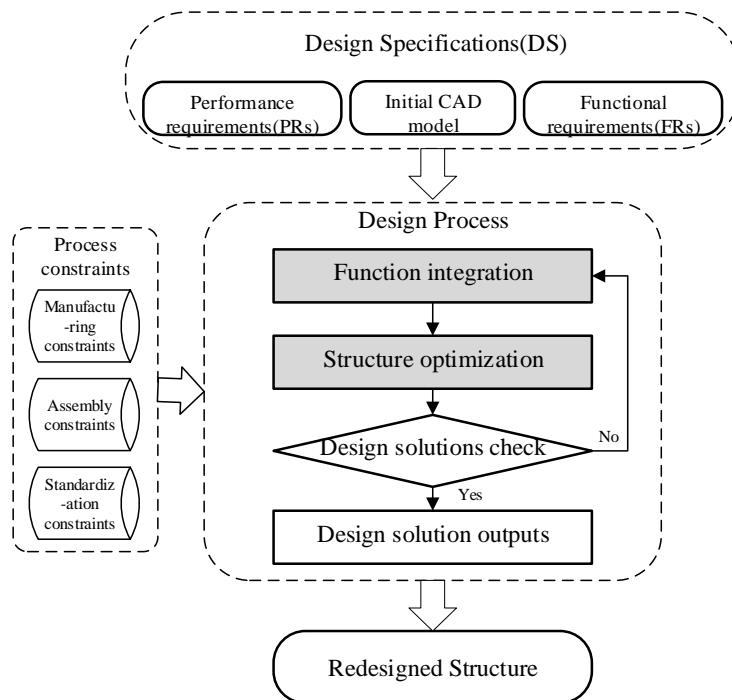 Design Specifications(DS)
Performance
requirements(PRs)
Initial CAD
model
Functional
requirements(FRs)
Process
constraints
Manufactu
-ring
constraints
Assembly
constraints
Standardiz
-ation
constraints
Design Process
Function integration
Structure optimization
Design solutions check
No
Yes
Design solution outputs
Redesigned Structure